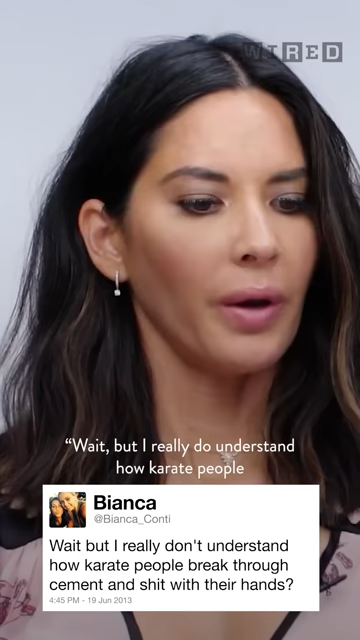 WIRED
“Wait, but I really do understand
how karate people
Bianca
@Bianca_Conti
Wait but I really don't understand
how karate people break through
cement and shit with their hands?
4:45 PM - 19 Jun 2013